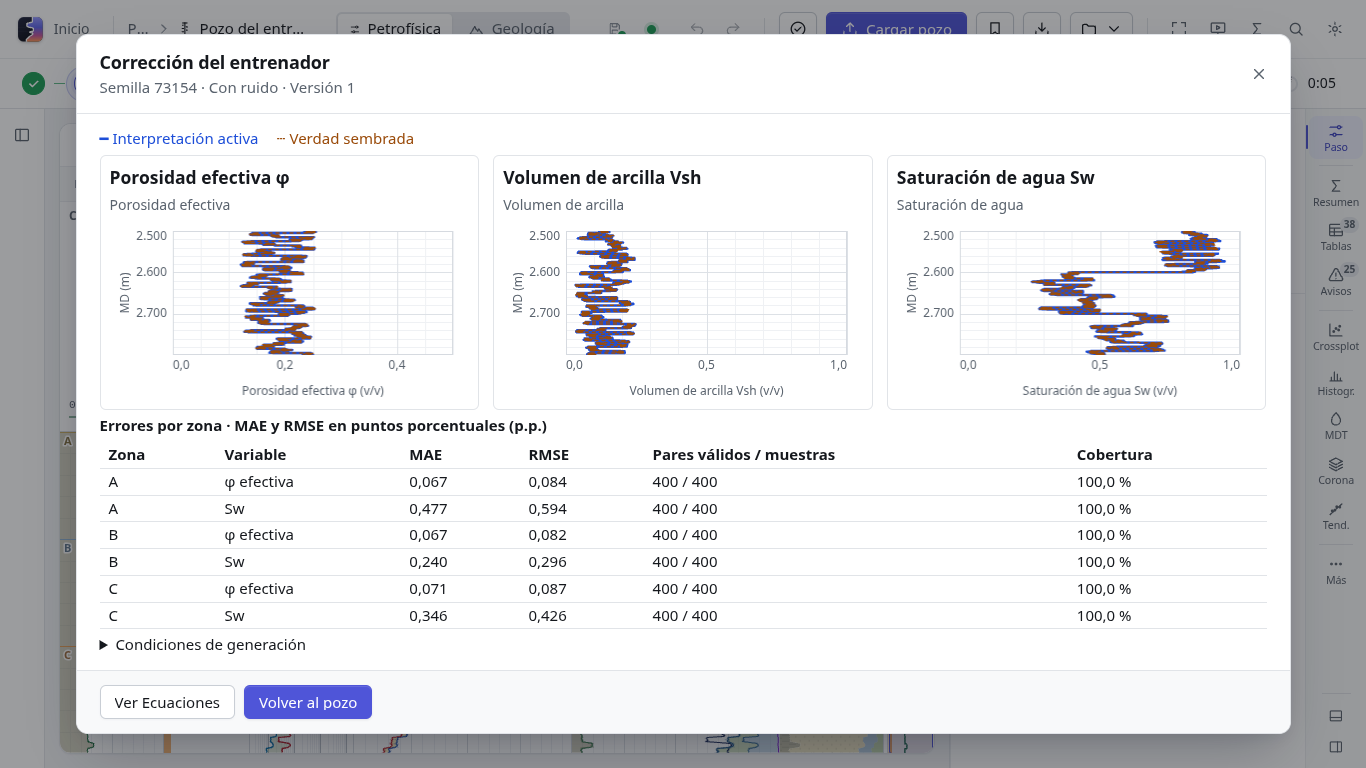 Inicio
P...
Pozo del entr...
Petrofísica
Geología
Cargar pozo
0:05
Corrección del entrenador
Semilla 73154 · Con ruido · Versión 1
Interpretación activa
Verdad sembrada
Porosidad efectiva φ
Porosidad efectiva
MD (m)
2.500
2.600
2.700
0,0
0,2
0,4
Porosidad efectiva φ (v/v)
Volumen de arcilla Vsh
Volumen de arcilla
MD (m)
2.500
2.600
2.700
0,0
0,5
1,0
Volumen de arcilla Vsh (v/v)
Saturación de agua Sw
Saturación de agua
MD (m)
2.500
2.600
2.700
0,0
0,5
1,0
Saturación de agua Sw (v/v)
Errores por zona · MAE y RMSE en puntos porcentuales (p.p.)
Zona Variable MAE RMSE Pares válidos / muestras Cobertura
A φ efectiva 0,067 0,084 400 / 400 100,0 %
A Sw 0,477 0,594 400 / 400 100,0 %
B φ efectiva 0,067 0,082 400 / 400 100,0 %
B Sw 0,240 0,296 400 / 400 100,0 %
C φ efectiva 0,071 0,087 400 / 400 100,0 %
C Sw 0,346 0,426 400 / 400 100,0 %
Condiciones de generación
Ver Ecuaciones
Volver al pozo
A
B
C
Paso
Resumen
38
Tablas
25
Avisos
Crossplot
Histogr.
MDT
Corona
Tend.
Más